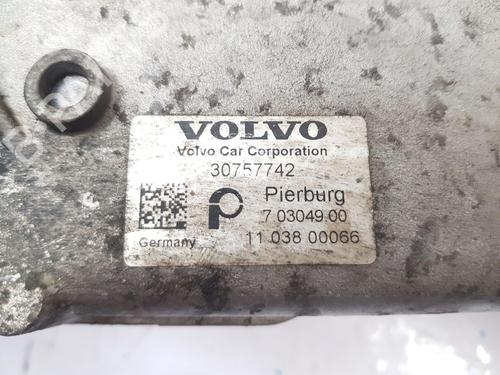 VOLVO
Volvo Car Corporation
30757742
Pierburg
7 03049 00
Germany
11 038 00066